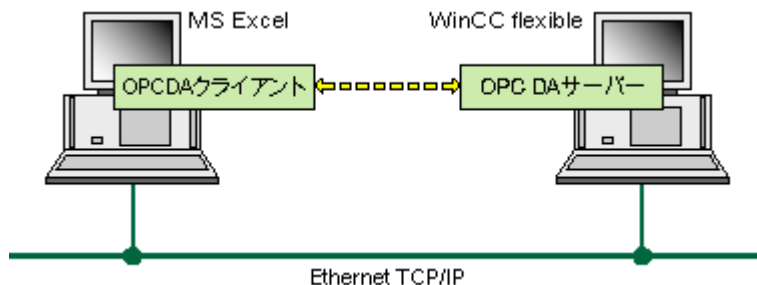 MS Excel
WinCC flexible
OPCDAクライアント
OPC DAサーバー
Ethernet TCP/IP